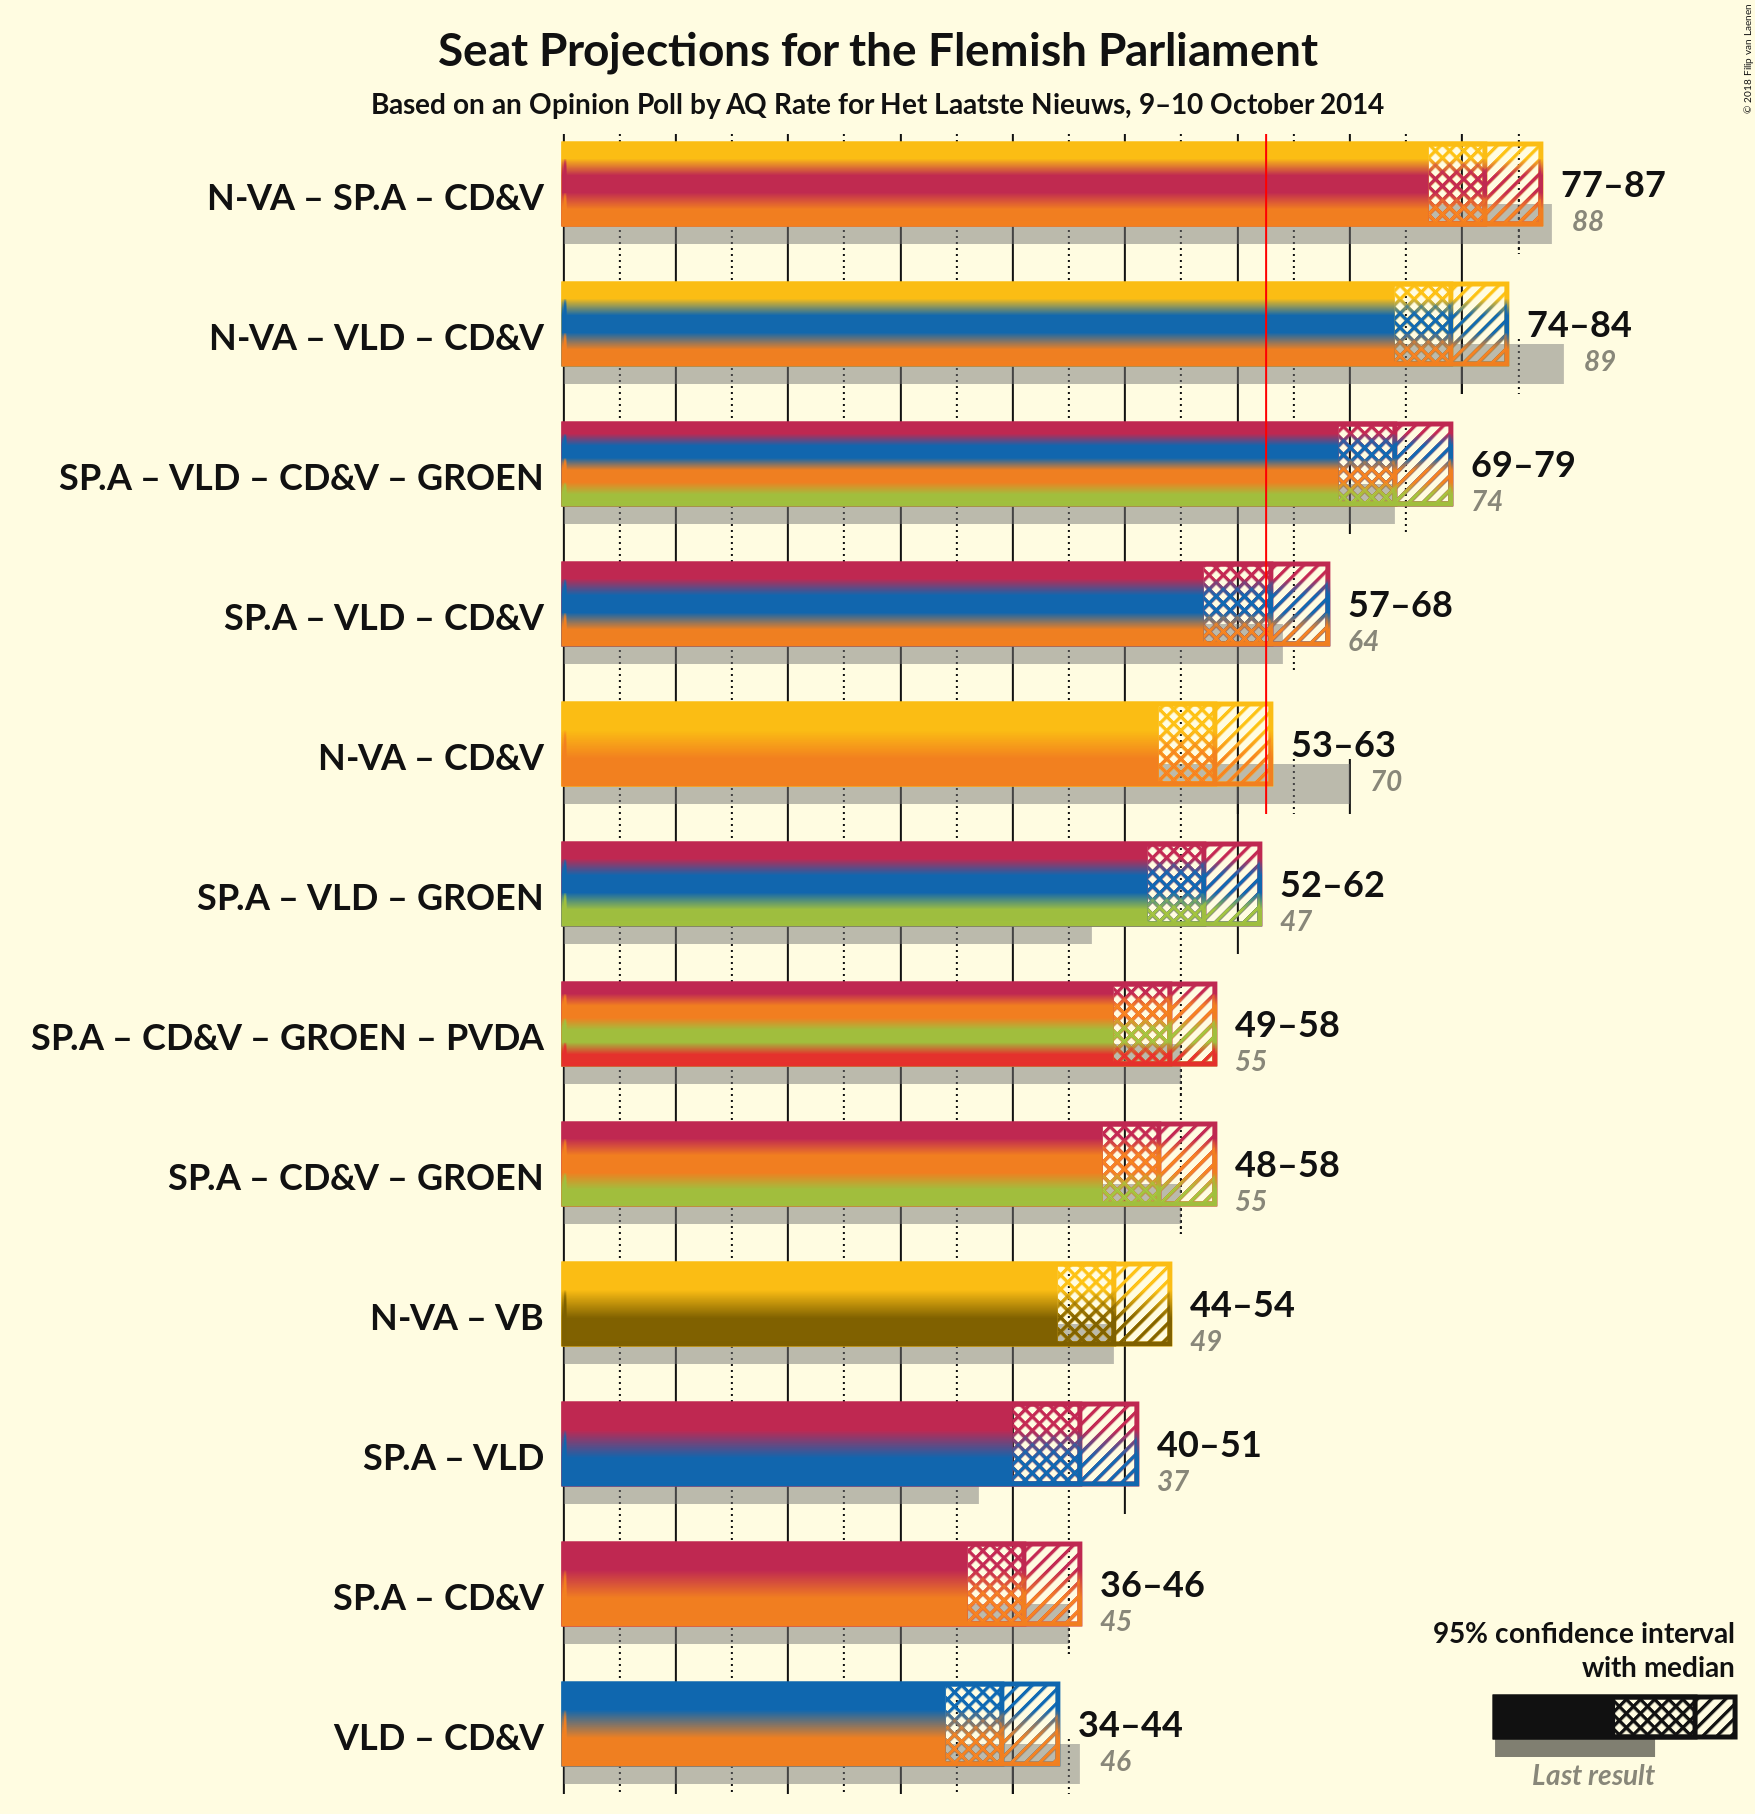 Seat Projections for the Flemish Parliament
Based on an Opinion Poll by AQ Rate for Het Laatste Nieuws, 9–10 October 2014
© 2018 Filip van Laenen
N-VA – SP.A – CD&V
77–87
88
N-VA – VLD – CD&V
74–84
89
SP.A – VLD – CD&V – GROEN
69–79
74
SP.A – VLD – CD&V
57–68
64
N-VA – CD&V
53–63
70
SP.A – VLD – GROEN
52–62
47
SP.A – CD&V – GROEN – PVDA
49–58
55
SP.A – CD&V – GROEN
48–58
55
N-VA – VB
44–54
49
SP.A – VLD
40–51
37
SP.A – CD&V
36–46
45
VLD – CD&V
34–44
46
95% confidence interval
with median
Last result